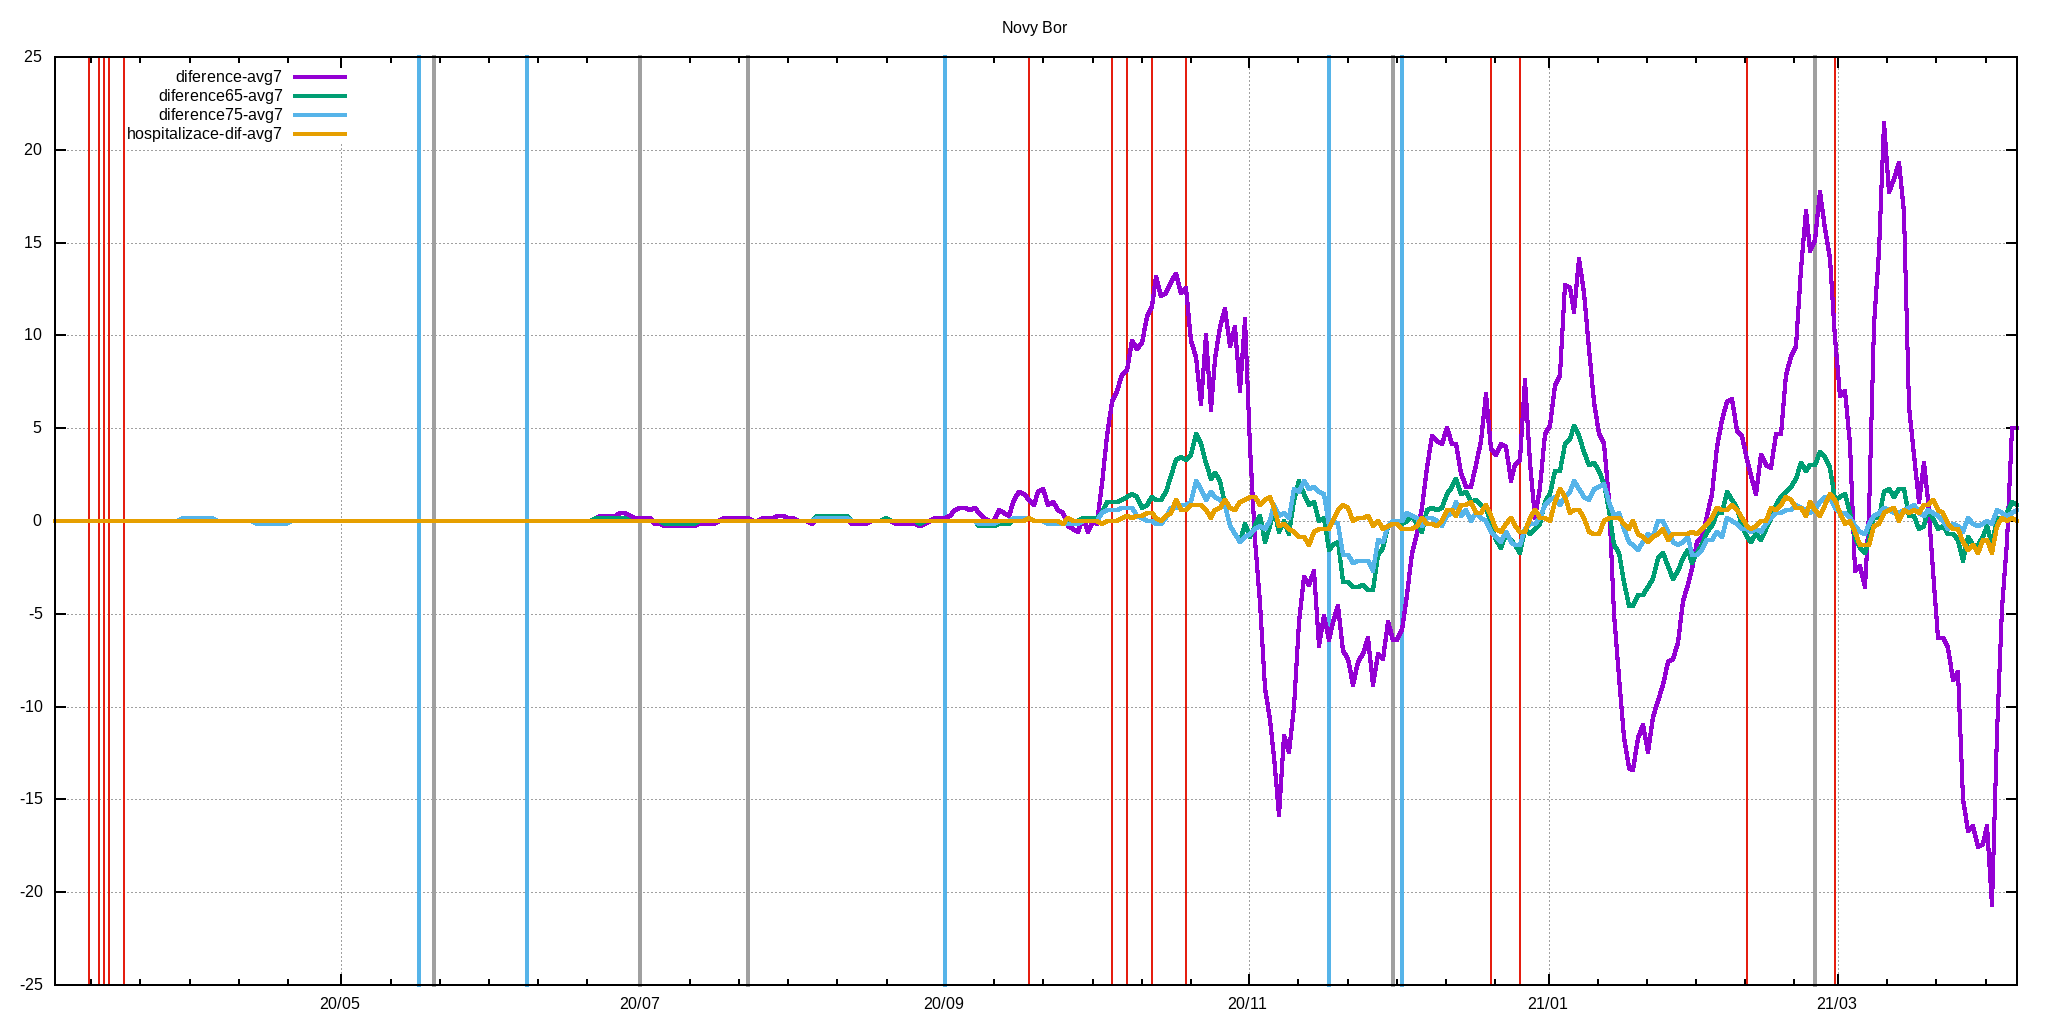 Novy Bor
diference-avg7
diference65-avg7
diference75-avg7
hospitalizace-dif-avg7
25
20
15
10
5
0
-5
-10
-15
-20
-25
20/05 20/07 20/09 20/11 21/01 21/03